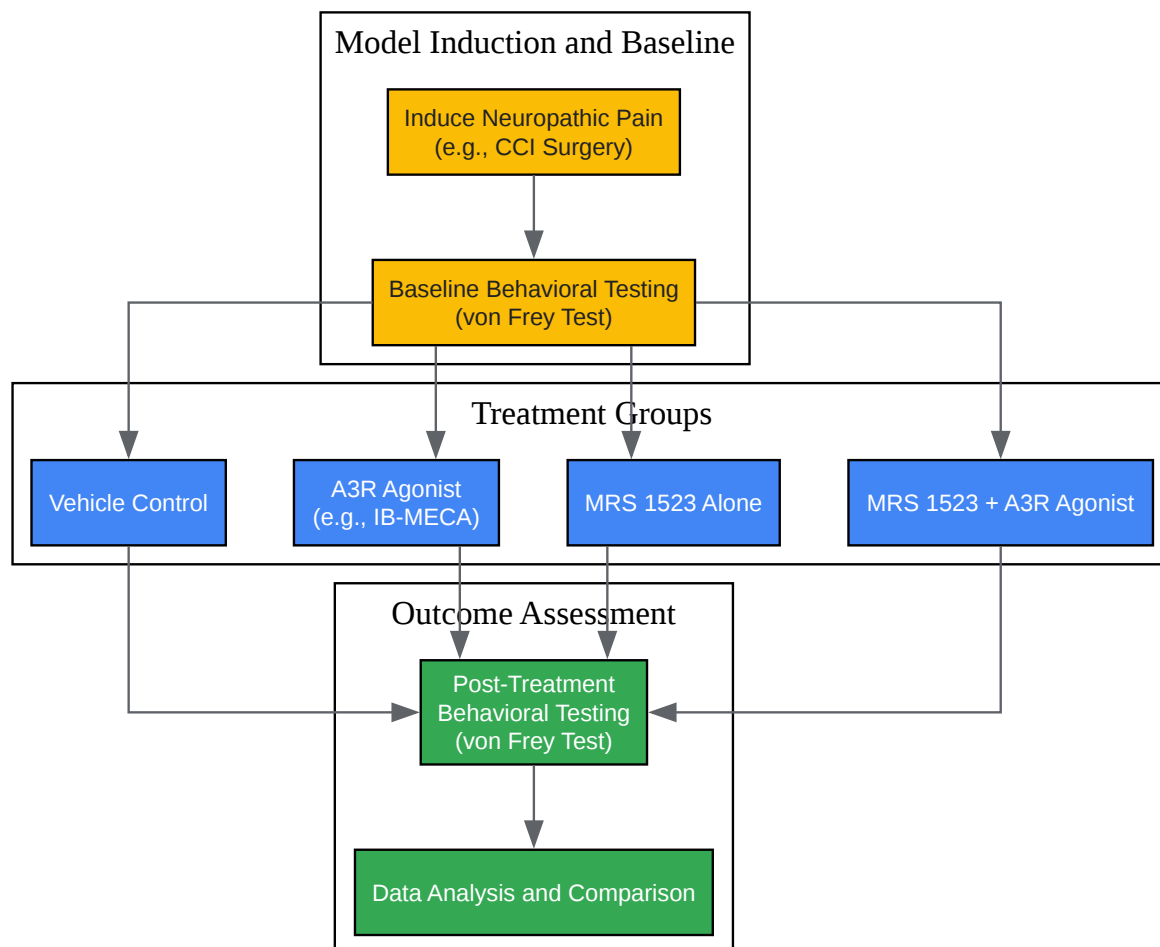 Model Induction and Baseline
Induce Neuropathic Pain
(e.g., CCI Surgery)
Baseline Behavioral Testing
(von Frey Test)
Treatment Groups
Vehicle Control
A3R Agonist
(e.g., IB-MECA)
MRS 1523 Alone
MRS 1523 + A3R Agonist
Outcome Assessment
Post-Treatment
Behavioral Testing
(von Frey Test)
Data Analysis and Comparison